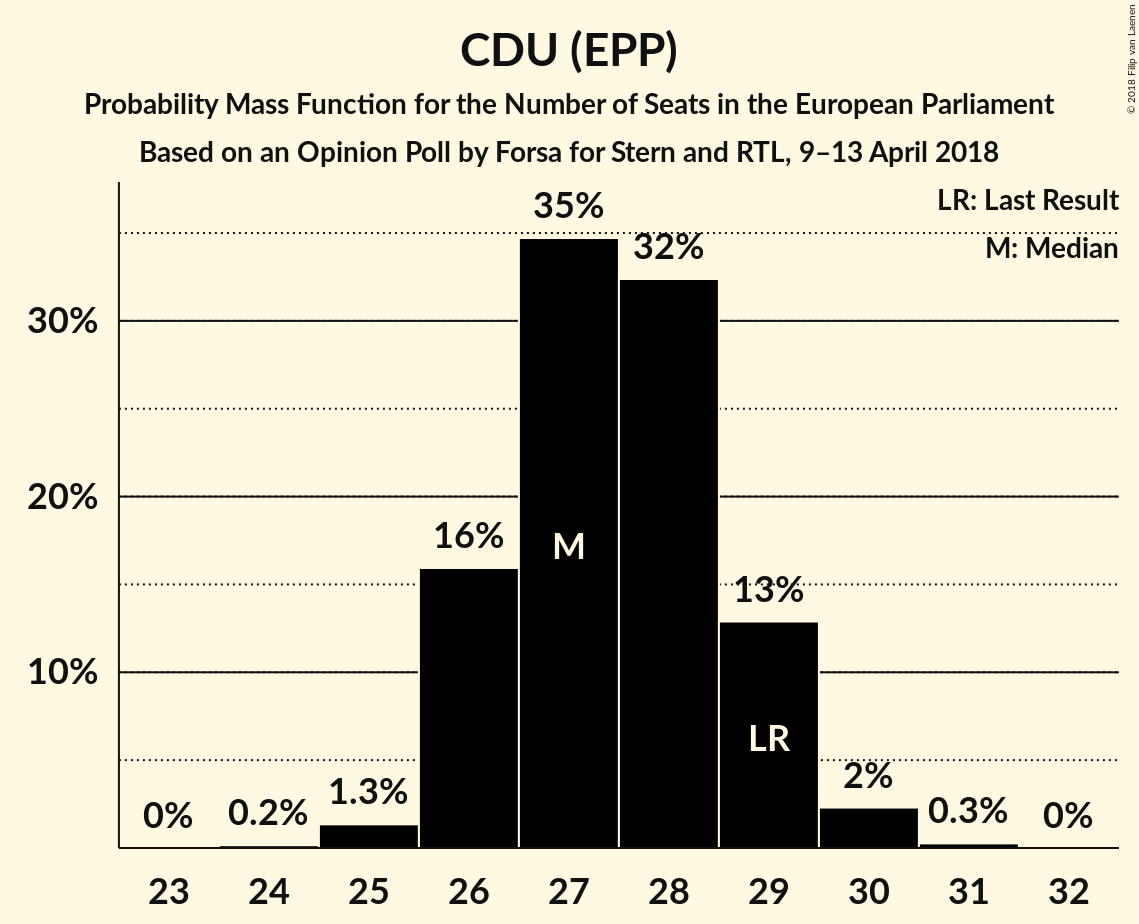 CDU (EPP)
Probability Mass Function for the Number of Seats in the European Parliament
Based on an Opinion Poll by Forsa for Stern and RTL, 9–13 April 2018
© 2018 Filip van Laenen
LR: Last Result
M: Median
35%
32%
30%
20%
16%
M
13%
10%
LR
2%
1.3%
0.3%
0.2%
0%
0%
23 24 25 26 27 28 29 30 31 32